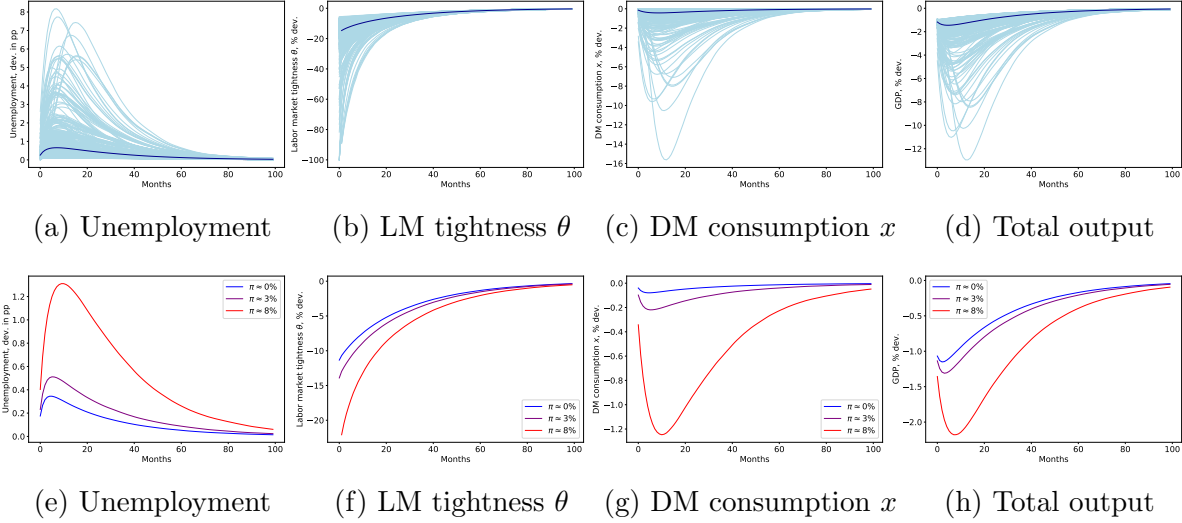 Unemployment, dev. in pp
8
7
6
5
4
3
2
1
0
0 20 40 60 80 100
Months
Labor market tightness θ, % dev.
0
−20
−40
−60
−80
−100
0 20 40 60 80 100
Months
DM consumption x, % dev.
0
−2
−4
−6
−8
−10
−12
−14
−16
0 20 40 60 80 100
Months
GDP, % dev.
0
−2
−4
−6
−8
−10
−12
0 20 40 60 80 100
Months
(a) Unemployment
(b) LM tightness θ
(c) DM consumption x
(d) Total output
Unemployment, dev. in pp
1.2
1.0
0.8
0.6
0.4
0.2
0.0
0 20 40 60 80 100
Months
π ≈ 0%
π ≈ 3%
π ≈ 8%
Labor market tightness θ, % dev.
0
−5
−10
−15
−20
0 20 40 60 80 100
Months
π ≈ 0%
π ≈ 3%
π ≈ 8%
DM consumption x, % dev.
0.0
−0.2
−0.4
−0.6
−0.8
−1.0
−1.2
0 20 40 60 80 100
Months
π ≈ 0%
π ≈ 3%
π ≈ 8%
GDP, % dev.
0.0
−0.5
−1.0
−1.5
−2.0
0 20 40 60 80 100
Months
π ≈ 0%
π ≈ 3%
π ≈ 8%
(e) Unemployment
(f) LM tightness θ
(g) DM consumption x
(h) Total output